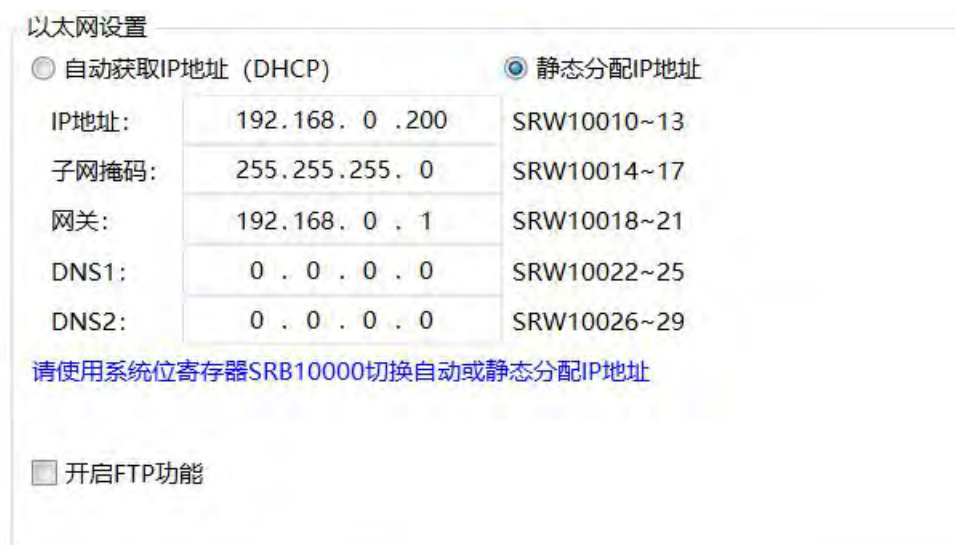 以太网设置
自动获取IP地址（DHCP） 静态分配IP地址
IP地址： 192.168. 0 .200 SRW10010~13
子网掩码： 255.255.255. 0 SRW10014~17
网关： 192.168. 0 . 1 SRW10018~21
DNS1： 0 . 0 . 0 . 0 SRW10022~25
DNS2： 0 . 0 . 0 . 0 SRW10026~29
请使用系统位寄存器SRB10000切换自动或静态分配IP地址
开启FTP功能